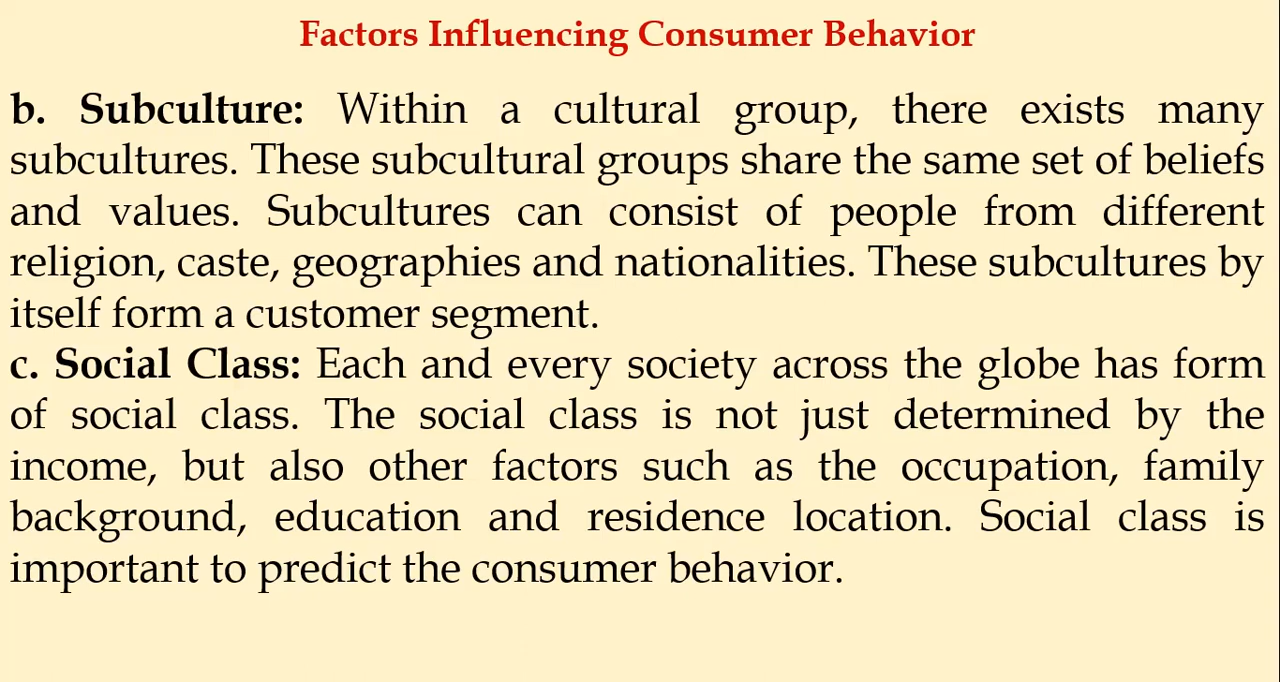 Factors Influencing Consumer Behavior
b. Subculture: Within a cultural group, there exists many
subcultures. These subcultural groups share the same set of beliefs
and values. Subcultures can consist of people from different
religion, caste, geographies and nationalities. These subcultures by
itself form a customer segment.
c. Social Class: Each and every society across the globe has form
of social class. The social class is not just determined by the
income, but also other factors such as the occupation, family
background, education and residence location. Social class is
important to predict the consumer behavior.